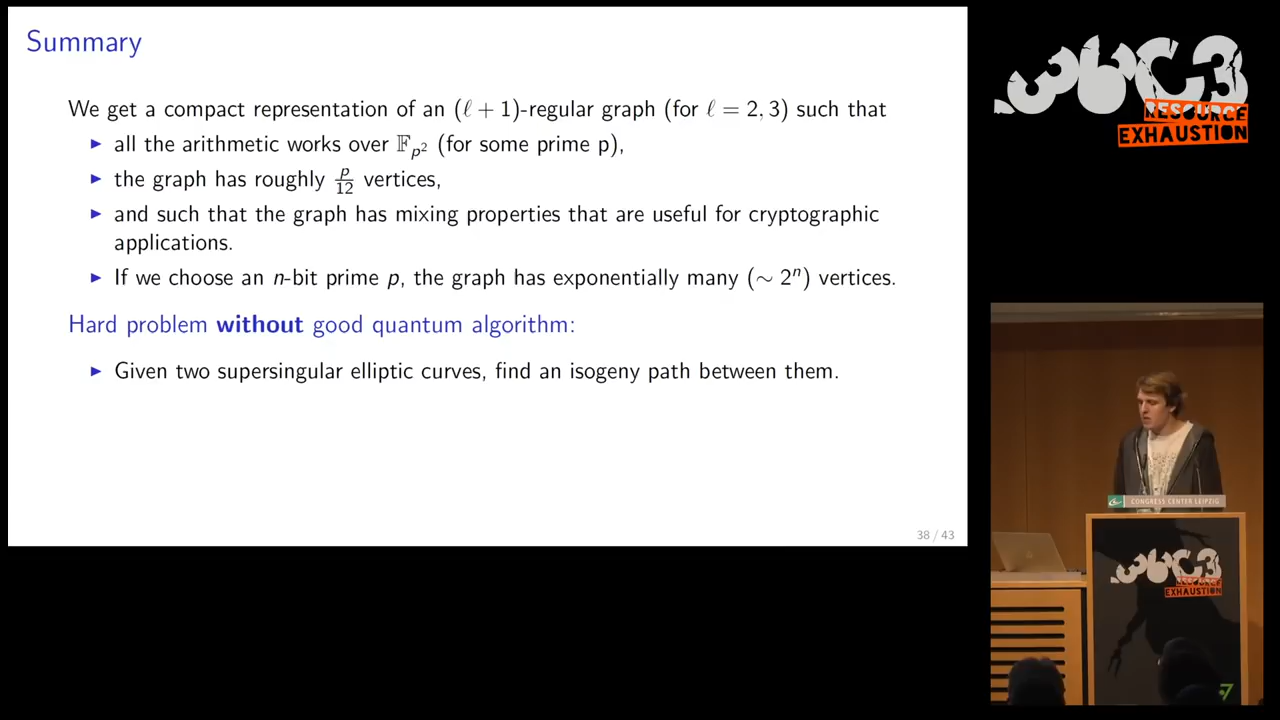 Summary
We get a compact representation of an (ℓ + 1)-regular graph (for ℓ = 2, 3) such that
▶ all the arithmetic works over 𝔽p² (for some prime p),
▶ the graph has roughly p/12 vertices,
▶ and such that the graph has mixing properties that are useful for cryptographic
applications.
▶ If we choose an n-bit prime p, the graph has exponentially many (∼ 2ⁿ) vertices.
Hard problem without good quantum algorithm:
▶ Given two supersingular elliptic curves, find an isogeny path between them.
38 / 43
36C3
RESOURCE
EXHAUSTION
CONGRESS CENTER LEIPZIG
36C3
RESOURCE
EXHAUSTION